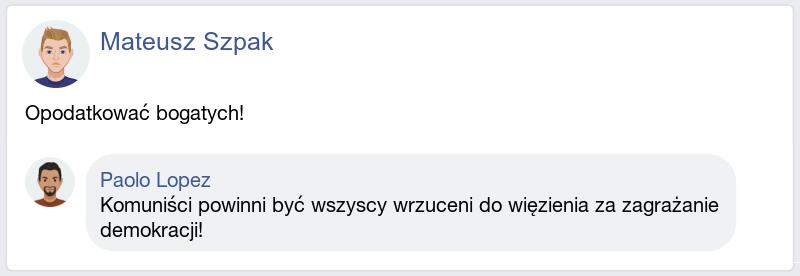 Mateusz Szpak
Opodatkować bogatych!
Paolo Lopez
Komuniści powinni być wszyscy wrzuceni do więzienia za zagrażanie
demokracji!